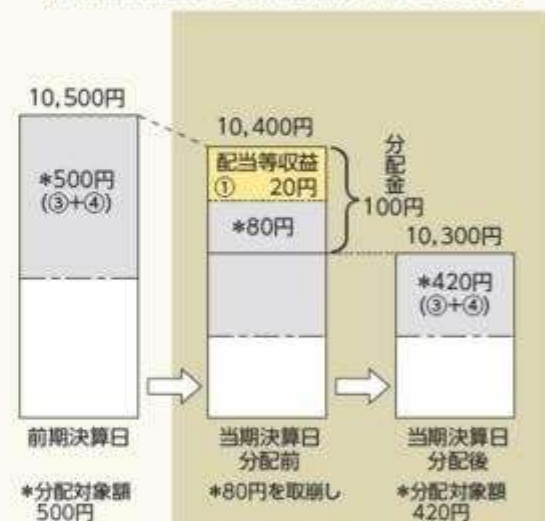 10,500円
*500円
(③+④)
10,400円
配当等収益
① 20円
*80円
分配金
100円
10,300円
*420円
(③+④)
前期決算日
当期決算日
分配前
当期決算日
分配後
*分配対象額
500円
*80円を取崩し
*分配対象額
420円